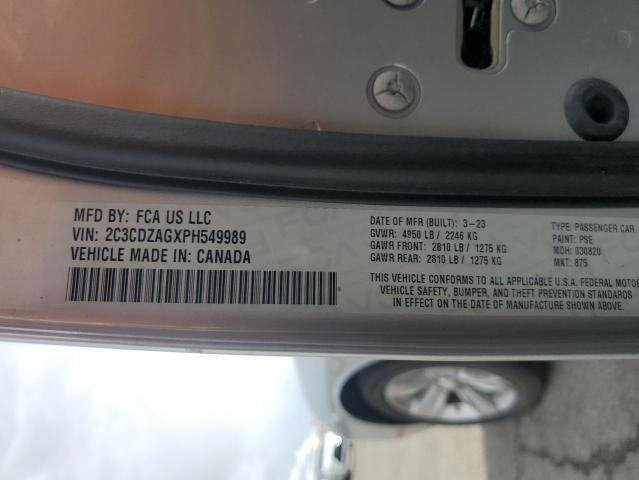 MFD BY: FCA US LLC
VIN: 2C3CDZAGXPH549989
VEHICLE MADE IN: CANADA
DATE OF MFR (BUILT): 3-23
GVWR: 4950 LB / 2246 KG
GAWR FRONT: 2810 LB / 1275 KG
GAWR REAR: 2810 LB / 1275 KG
TYPE: PASSENGER CAR
PAINT: PSE
MDH: 030820
MKT: 875
THIS VEHICLE CONFORMS TO ALL APPLICABLE U.S.A. FEDERAL MOTOR
VEHICLE SAFETY, BUMPER, AND THEFT PREVENTION STANDARDS
IN EFFECT ON THE DATE OF MANUFACTURE SHOWN ABOVE.